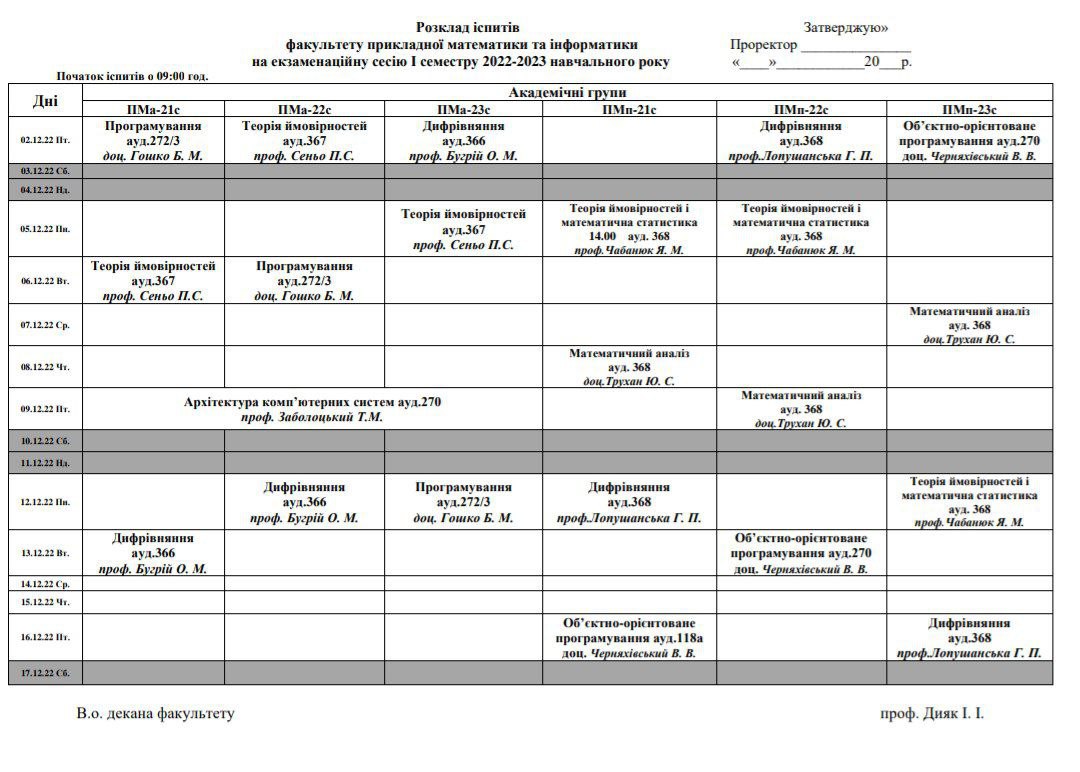 Розклад іспитів
факультету прикладної математики та інформатики
на екзаменаційну сесію І семестру 2022-2023 навчального року
Затверджую»
Проректор _______________
«____»____________20___р.
Початок іспитів о 09:00 год.
Дні
Академічні групи
ПМа-21с ПМа-22с ПМа-23с ПМп-21с ПМп-22с ПМп-23с
02.12.22 Пт.
Програмування
ауд.272/3
доц. Гошко Б. М.
Теорія ймовірностей
ауд.367
проф. Сеньо П.С.
Дифрівняння
ауд.366
проф. Бугрій О. М.
Дифрівняння
ауд.368
проф.Лопушанська Г. П.
Об’єктно-орієнтоване
програмування ауд.270
доц. Черняхівський В. В.
03.12.22 Сб.
04.12.22 Нд.
05.12.22 Пн.
Теорія ймовірностей
ауд.367
проф. Сеньо П.С.
Теорія ймовірностей і
математична статистика
14.00 ауд. 368
проф.Чабанюк Я. М.
Теорія ймовірностей і
математична статистика
ауд. 368
проф.Чабанюк Я. М.
06.12.22 Вт.
Теорія ймовірностей
ауд.367
проф. Сеньо П.С.
Програмування
ауд.272/3
доц. Гошко Б. М.
07.12.22 Ср.
Математичний аналіз
ауд. 368
доц.Трухан Ю. С.
08.12.22 Чт.
Математичний аналіз
ауд. 368
доц.Трухан Ю. С.
09.12.22 Пт.
Архітектура комп’ютерних систем ауд.270
проф. Заболоцький Т.М.
Математичний аналіз
ауд. 368
доц.Трухан Ю. С.
10.12.22 Сб.
11.12.22 Нд.
12.12.22 Пн.
Дифрівняння
ауд.366
проф. Бугрій О. М.
Програмування
ауд.272/3
доц. Гошко Б. М.
Дифрівняння
ауд.368
проф.Лопушанська Г. П.
Теорія ймовірностей і
математична статистика
ауд. 368
проф.Чабанюк Я. М.
13.12.22 Вт.
Дифрівняння
ауд.366
проф. Бугрій О. М.
Об’єктно-орієнтоване
програмування ауд.270
доц. Черняхівський В. В.
14.12.22 Ср.
15.12.22 Чт.
16.12.22 Пт.
Об’єктно-орієнтоване
програмування ауд.118а
доц. Черняхівський В. В.
Дифрівняння
ауд.368
проф.Лопушанська Г. П.
17.12.22 Сб.
В.о. декана факультету
проф. Дияк І. І.